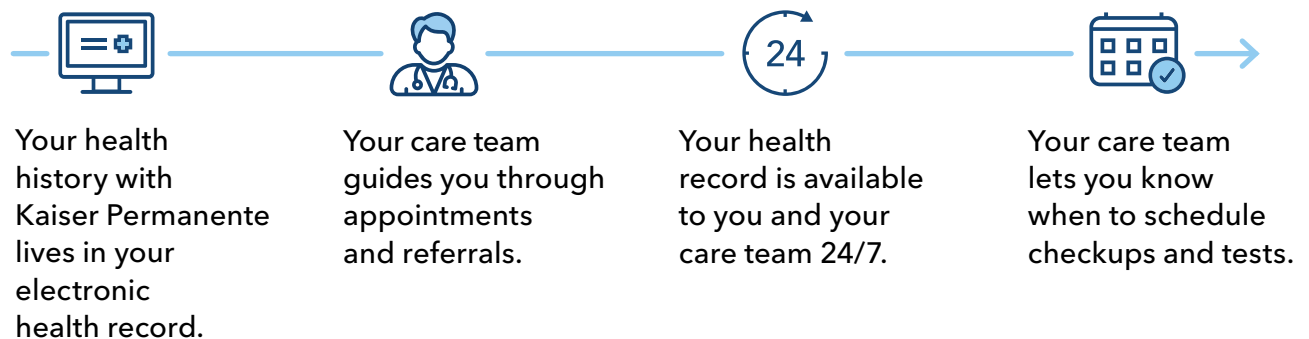 24
Your health
history with
Kaiser Permanente
lives in your
electronic
health record.
Your care team
guides you through
appointments
and referrals.
Your health
record is available
to you and your
care team 24/7.
Your care team
lets you know
when to schedule
checkups and tests.